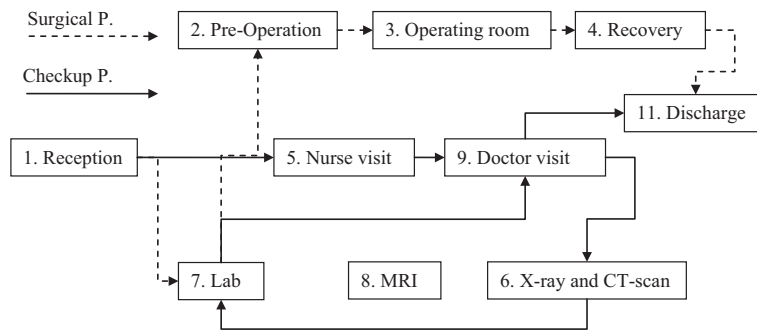 Surgical P.
2. Pre-Operation
3. Operating room
4. Recovery
Checkup P.
11. Discharge
1. Reception
5. Nurse visit
9. Doctor visit
7. Lab
8. MRI
6. X-ray and CT-scan